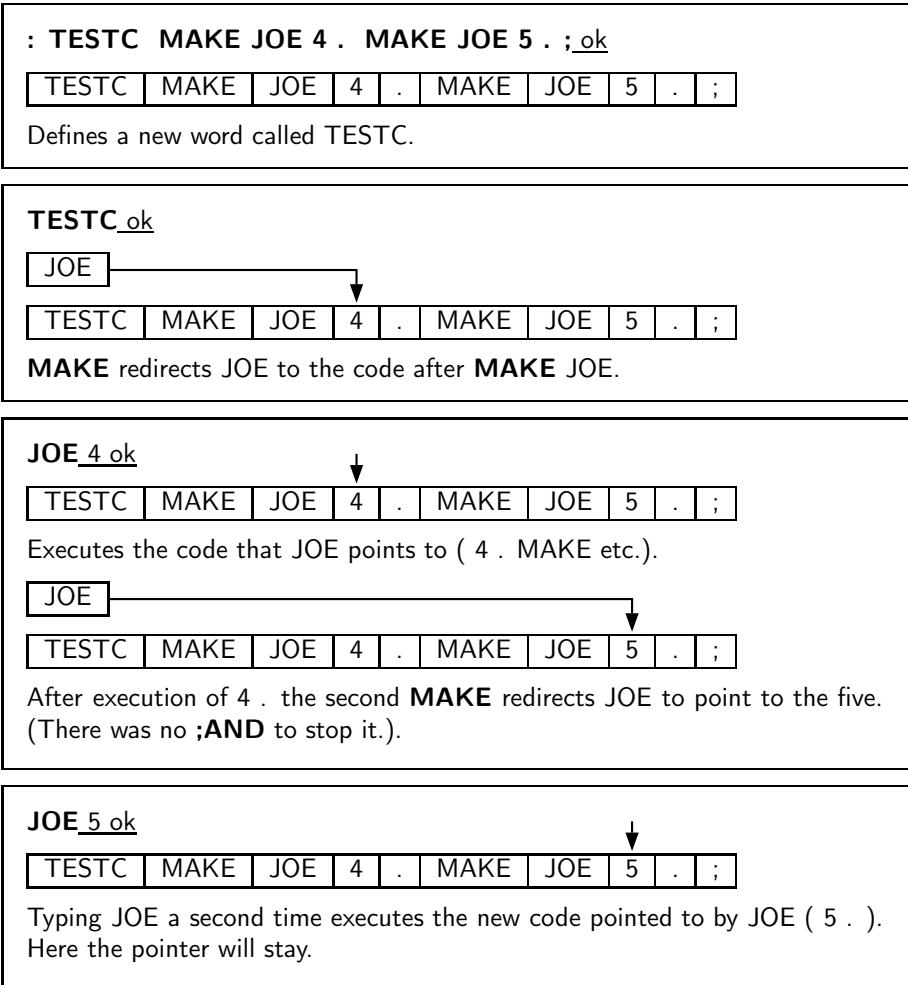 : TESTC MAKE JOE 4 . MAKE JOE 5 . ; ok
TESTC MAKE JOE 4 . MAKE JOE 5 . ;
Defines a new word called TESTC.
TESTC ok
JOE
TESTC MAKE JOE 4 . MAKE JOE 5 . ;
MAKE redirects JOE to the code after MAKE JOE.
JOE 4 ok
TESTC MAKE JOE 4 . MAKE JOE 5 . ;
Executes the code that JOE points to ( 4 . MAKE etc.).
JOE
TESTC MAKE JOE 4 . MAKE JOE 5 . ;
After execution of 4 . the second MAKE redirects JOE to point to the five.
(There was no ;AND to stop it.).
JOE 5 ok
TESTC MAKE JOE 4 . MAKE JOE 5 . ;
Typing JOE a second time executes the new code pointed to by JOE ( 5 . ).
Here the pointer will stay.